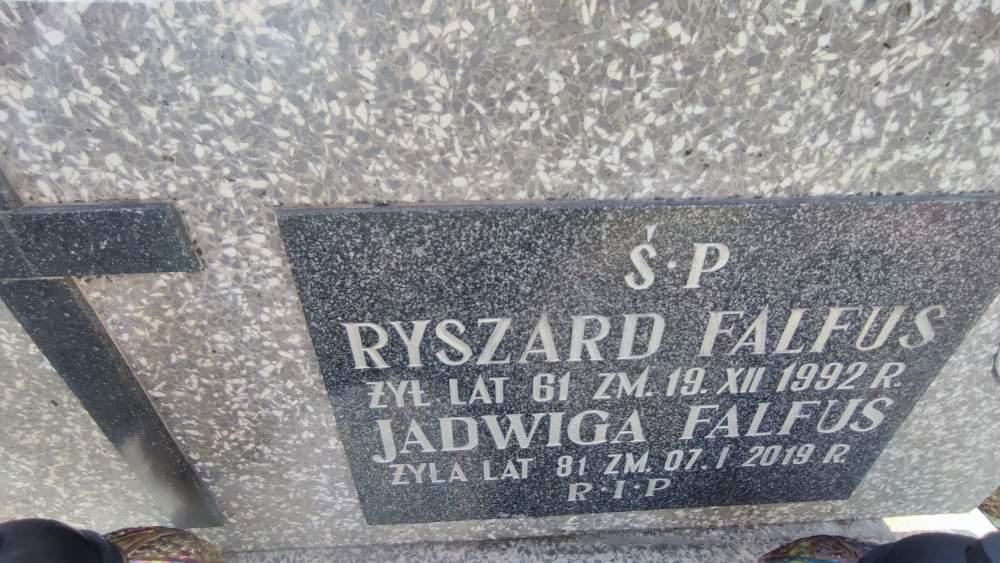 Ś·P
RYSZARD FALFUS
ŻYŁ LAT 61 ZM. 19. XII 1992 R.
JADWIGA FALFUS
ŻYŁA LAT 81 ZM. 07. I 2019 R.
R·I·P